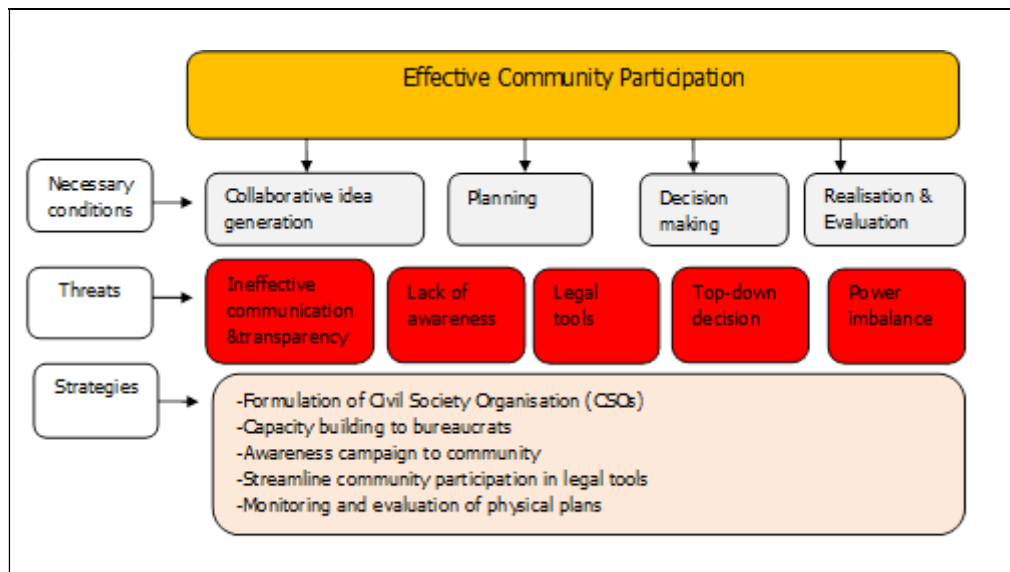 Effective Community Participation
Necessary
conditions
Collaborative idea
generation
Planning
Decision
making
Realisation &
Evaluation
Threats
Ineffective
communication
&transparency
Lack of
awareness
Legal
tools
Top-down
decision
Power
imbalance
Strategies
-Formulation of Civil Society Organisation (CSOs)
-Capacity building to bureaucrats
-Awareness campaign to community
-Streamline community participation in legal tools
-Monitoring and evaluation of physical plans